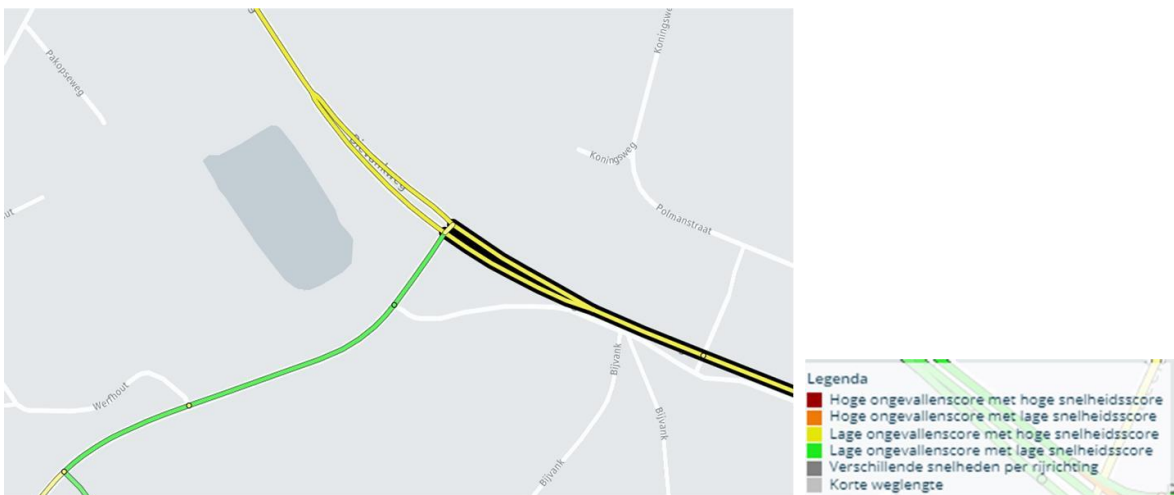 Pakopseweg
Koningsweg
Koningsweg
Polmanstraat
Werfhout
out
Bijvank
Bijvank
Bijvank
Legenda
Hoge ongevallenscore met hoge snelheidsscore
Hoge ongevallenscore met lage snelheidsscore
Lage ongevallenscore met hoge snelheidsscore
Lage ongevallenscore met lage snelheidsscore
Verschillende snelheden per rijrichting
Korte weglengte